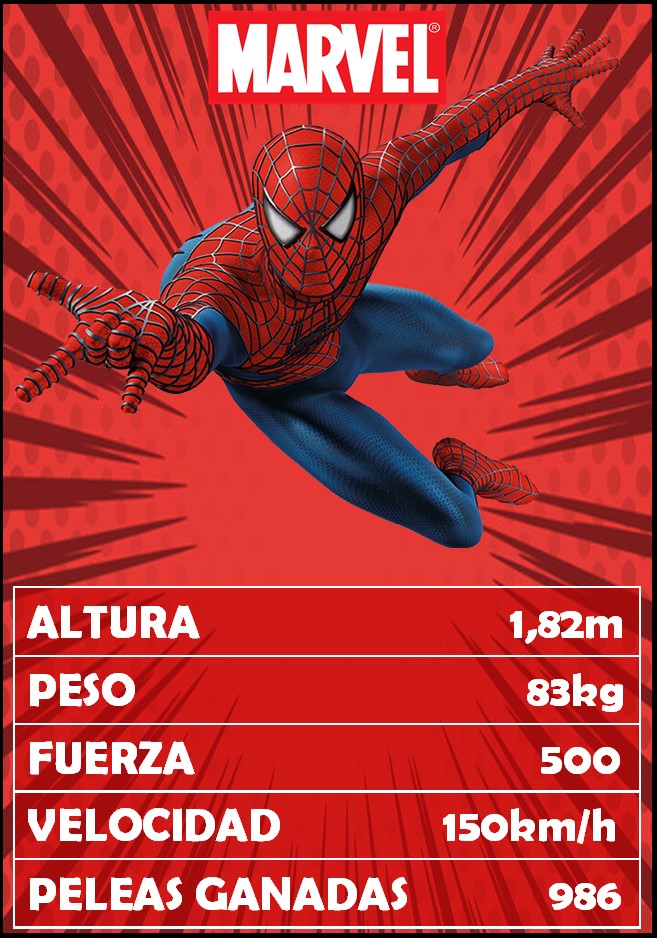 MARVEL®
ALTURA 1,82m
PESO 83kg
FUERZA 500
VELOCIDAD 150km/h
PELEAS GANADAS 986